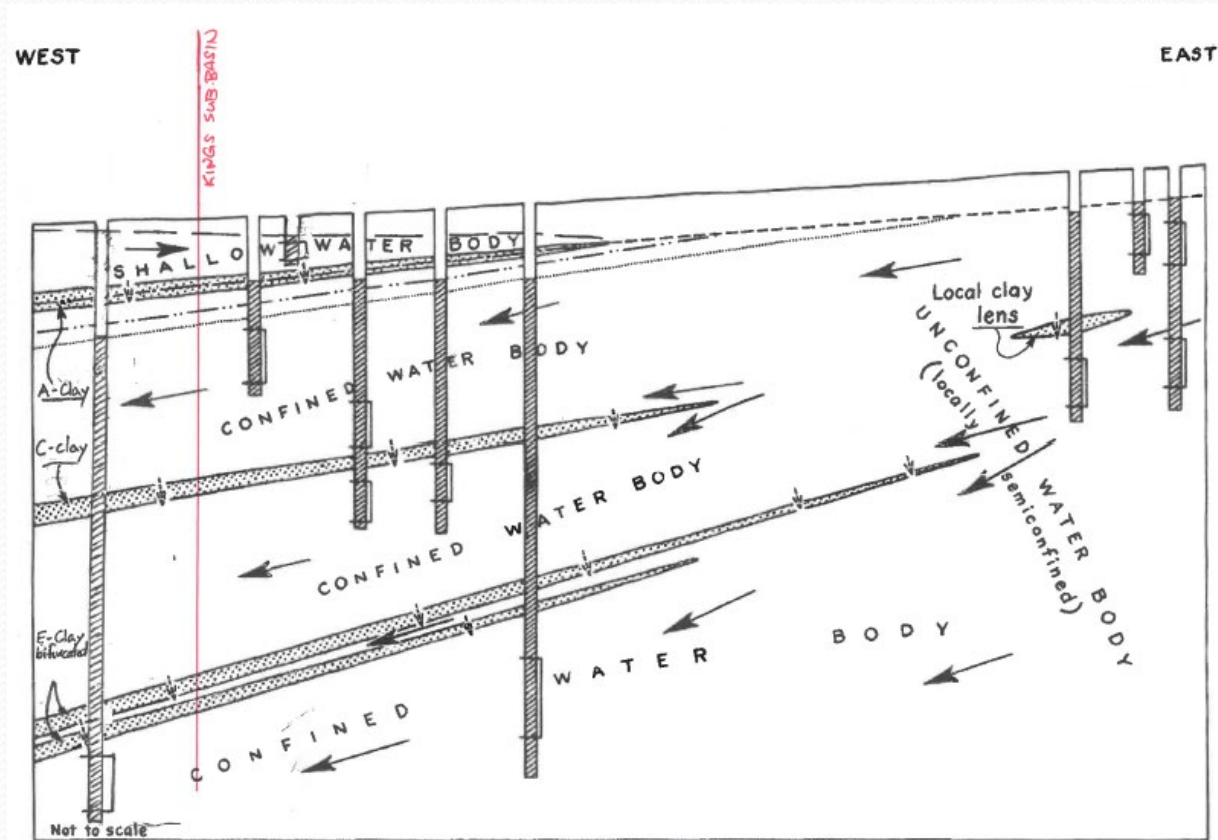 WEST
EAST
KINGS SUB-BASIN
SHALLOW WATER BODY
Local clay
lens
UNCONFINED WATER BODY
(locally semiconfined)
A-Clay
CONFINED WATER BODY
C-clay
CONFINED WATER BODY
E-Clay
bifurcated
CONFINED WATER BODY
Not to scale